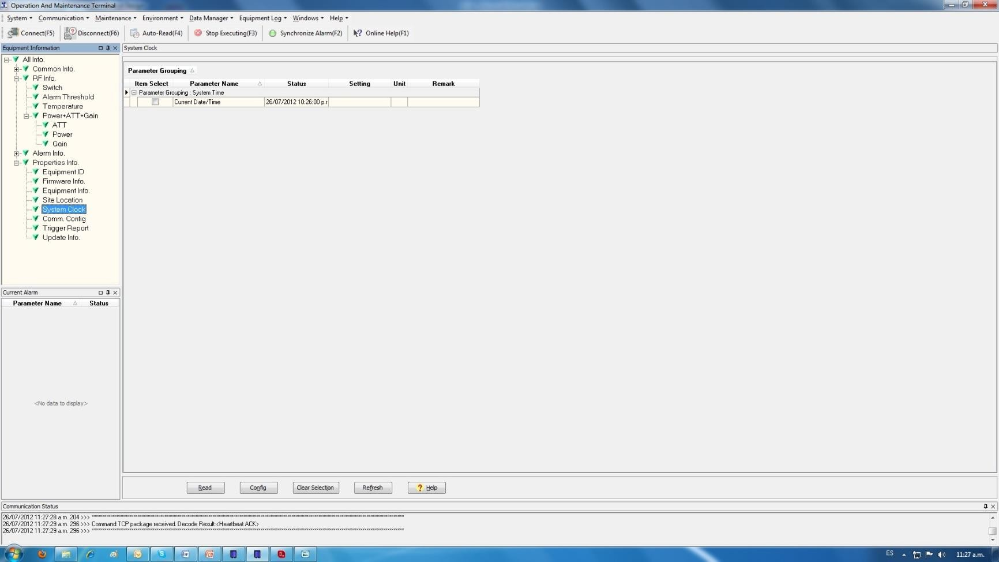 Operation And Maintenance Terminal
System Communication Maintenance Environment Data Manager Equipment Log Windows Help
Connect(F5) Disconnect(F6) Auto-Read(F4) Stop Executing(F3) Synchronize Alarm(F2) Online Help(F1)
Equipment Information
System Clock
All Info.
Common Info.
RF Info.
Switch
Alarm Threshold
Temperature
Power+ATT+Gain
ATT
Power
Gain
Alarm Info.
Properties Info.
Equipment ID
Firmware Info.
Equipment Info.
Site Location
System Clock
Comm. Config
Trigger Report
Update Info.
Parameter Grouping
Item Select Parameter Name Status Setting Unit Remark
Parameter Grouping : System Time
Current Date/Time 26/07/2012 10:26:00 p.r
Current Alarm
Parameter Name Status
<No data to display>
Read Config Clear Selection Refresh ? Help
Communication Status
26/07/2012 11:27:28 a.m. 204 >>>
26/07/2012 11:27:29 a.m. 296 >>> Command:TCP package received. Decode Result:<Heartbeat ACK>
26/07/2012 11:27:29 a.m. 296 >>>
ES 11:27 a.m.